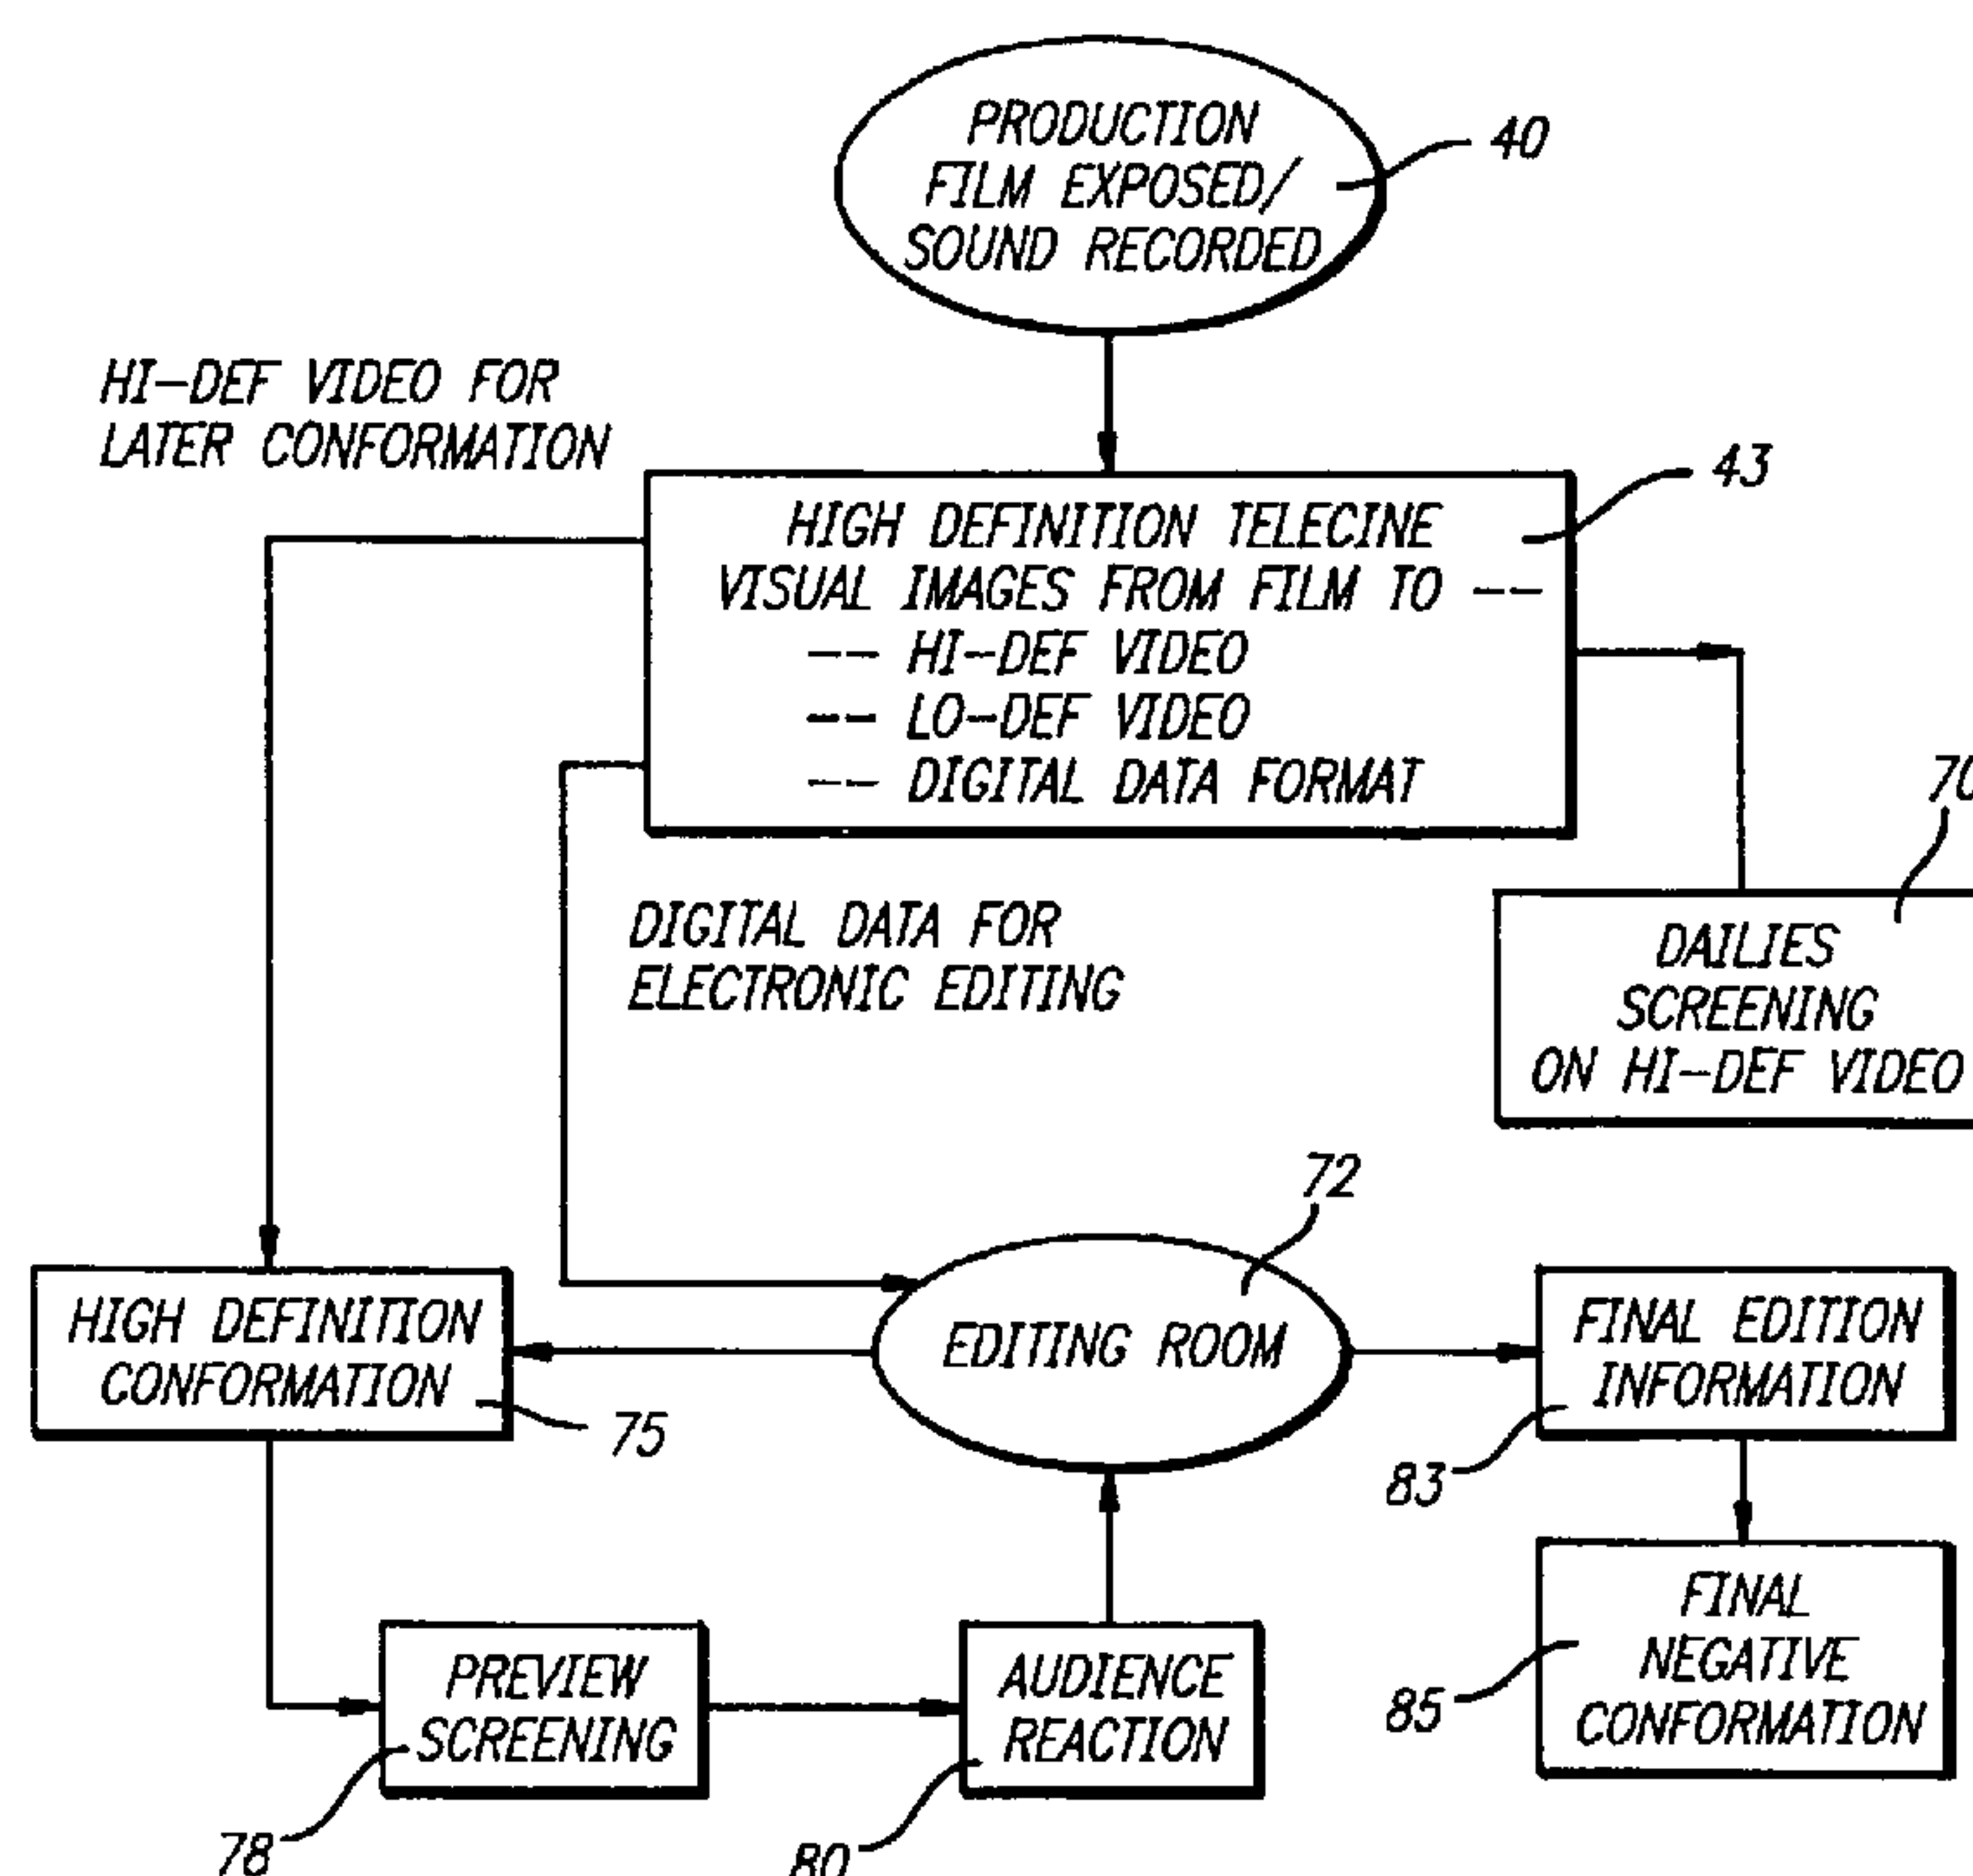 PRODUCTION
FILM EXPOSED/
SOUND RECORDED
40
HI-DEF VIDEO FOR
LATER CONFORMATION
43
HIGH DEFINITION TELECINE
VISUAL IMAGES FROM FILM TO --
-- HI-DEF VIDEO
-- LO-DEF VIDEO
-- DIGITAL DATA FORMAT
70
DIGITAL DATA FOR
ELECTRONIC EDITING
DAILIES
SCREENING
ON HI-DEF VIDEO
72
HIGH DEFINITION
CONFORMATION
75
EDITING ROOM
FINAL EDITION
INFORMATION
83
PREVIEW
SCREENING
78
AUDIENCE
REACTION
80
FINAL
NEGATIVE
CONFORMATION
85